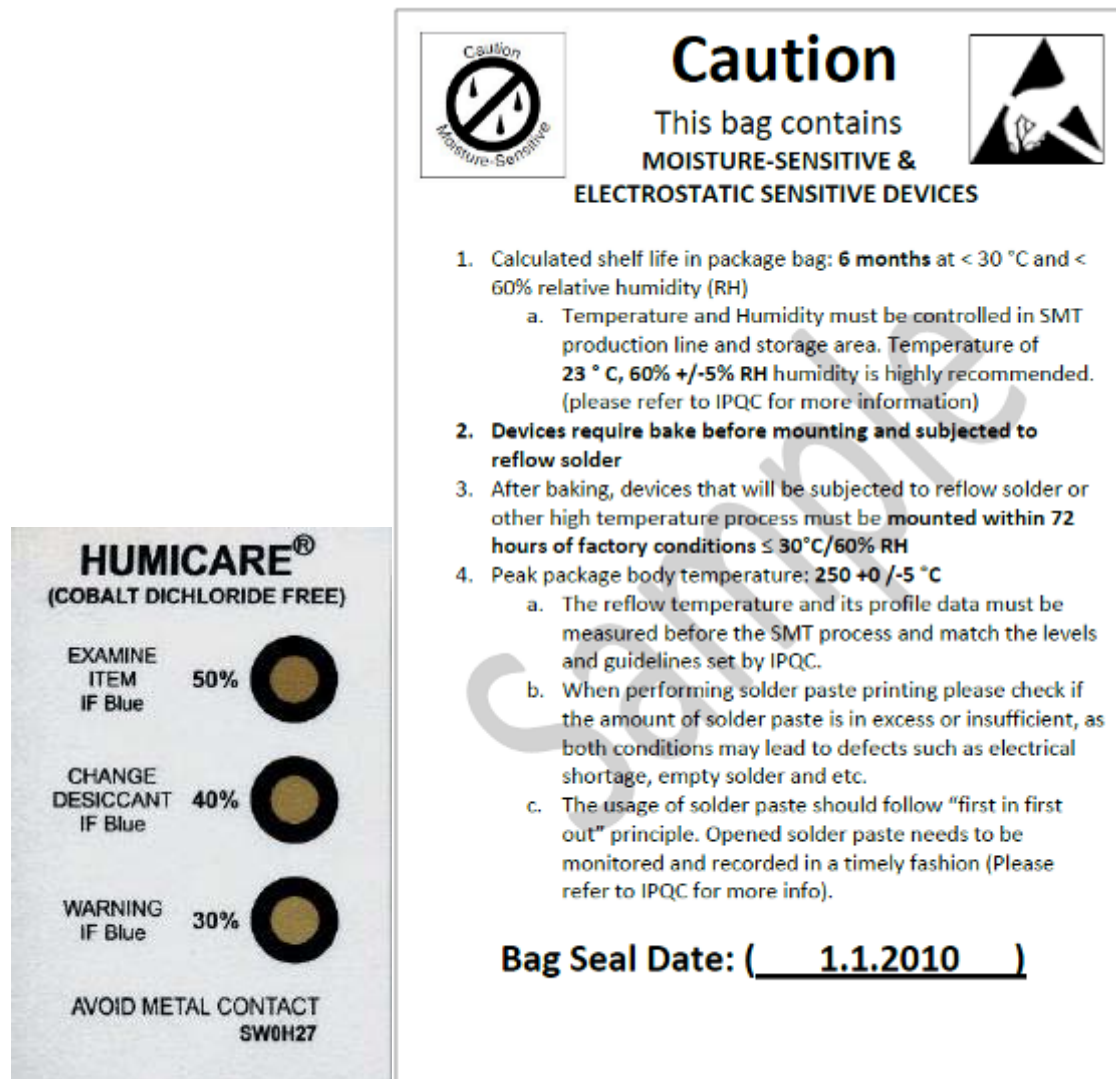 HUMICARE®
(COBALT DICHLORIDE FREE)
EXAMINE
ITEM
IF Blue
50%
CHANGE
DESICCANT
IF Blue
40%
WARNING
IF Blue
30%
AVOID METAL CONTACT
SW0H27
Caution
Moisture-Sensitive
Caution
This bag contains
MOISTURE-SENSITIVE &
ELECTROSTATIC SENSITIVE DEVICES
1. Calculated shelf life in package bag: 6 months at < 30 °C and <
60% relative humidity (RH)
a. Temperature and Humidity must be controlled in SMT
production line and storage area. Temperature of
23 ° C, 60% +/-5% RH humidity is highly recommended.
(please refer to IPQC for more information)
2. Devices require bake before mounting and subjected to
reflow solder
3. After baking, devices that will be subjected to reflow solder or
other high temperature process must be mounted within 72
hours of factory conditions ≤ 30°C/60% RH
4. Peak package body temperature: 250 +0 /-5 °C
a. The reflow temperature and its profile data must be
measured before the SMT process and match the levels
and guidelines set by IPQC.
b. When performing solder paste printing please check if
the amount of solder paste is in excess or insufficient, as
both conditions may lead to defects such as electrical
shortage, empty solder and etc.
c. The usage of solder paste should follow “first in first
out” principle. Opened solder paste needs to be
monitored and recorded in a timely fashion (Please
refer to IPQC for more info).
Bag Seal Date: ( 1.1.2010 )
Sample